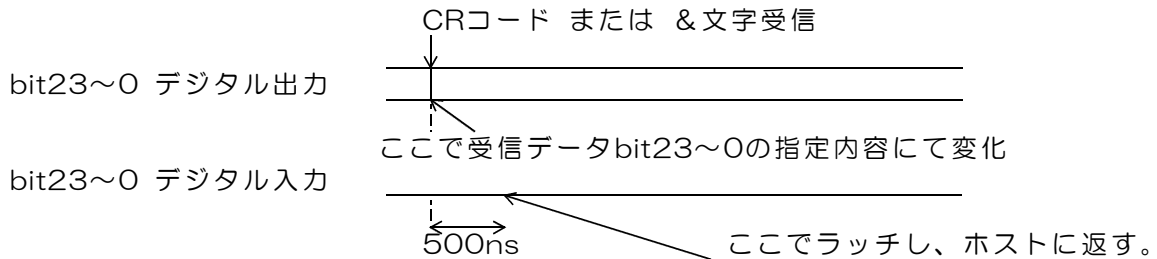 CRコード または &文字受信
bit23～0 デジタル出力
ここで受信データbit23～0の指定内容にて変化
bit23～0 デジタル入力
500ns
ここでラッチし、ホストに返す。